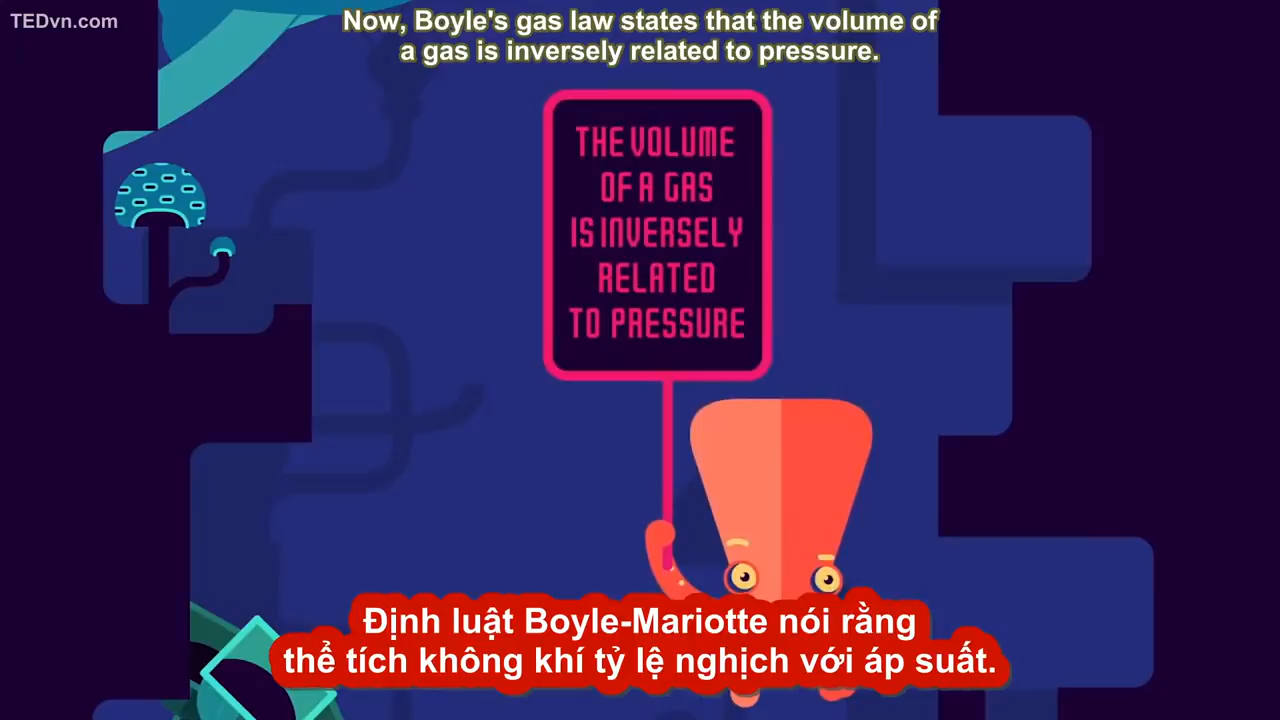 TEDvn.com
Now, Boyle's gas law states that the volume of
a gas is inversely related to pressure.
THE VOLUME
OF A GAS
IS INVERSELY
RELATED
TO PRESSURE
Định luật Boyle-Mariotte nói rằng
thể tích không khí tỷ lệ nghịch với áp suất.